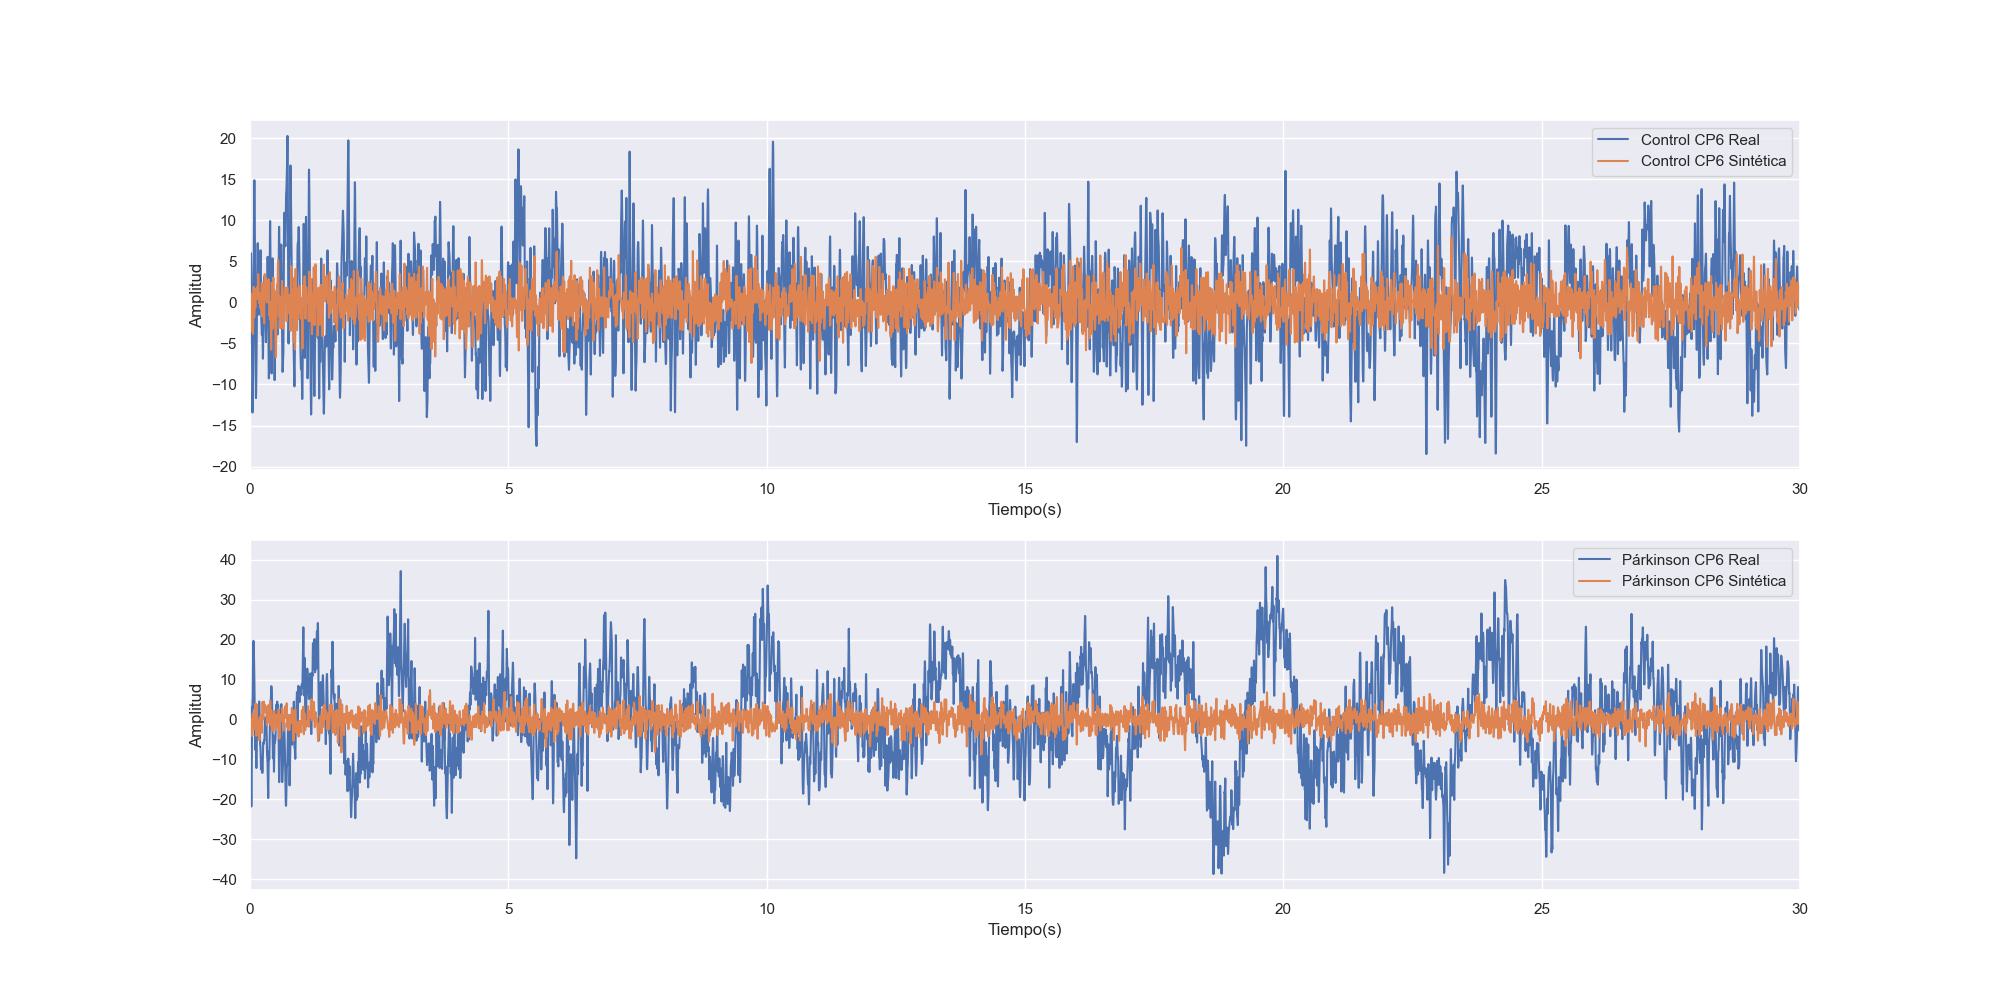 Amplitud
20
15
10
5
0
−5
−10
−15
−20
Control CP6 Real
Control CP6 Sintética
0 5 10 15 20 25 30
Tiempo(s)
Amplitud
40
30
20
10
0
−10
−20
−30
−40
Párkinson CP6 Real
Párkinson CP6 Sintética
0 5 10 15 20 25 30
Tiempo(s)